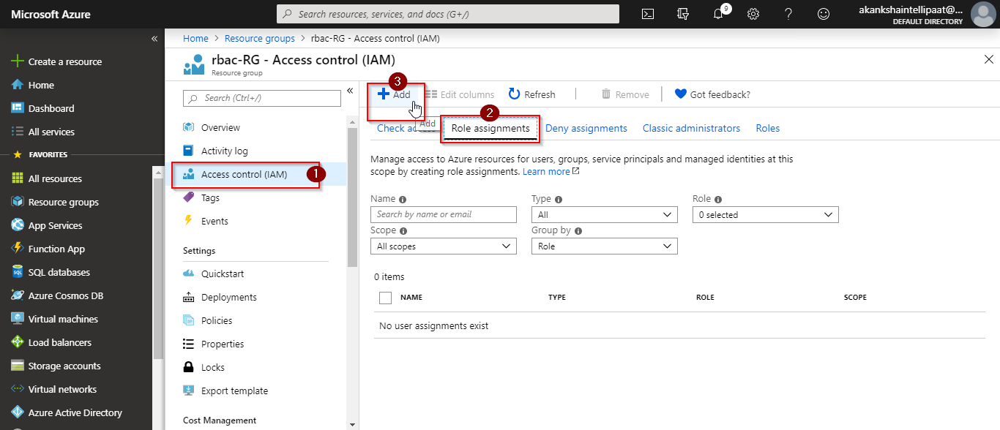 Microsoft Azure
Search resources, services, and docs (G+/)
9
akankshaintellipaat@...
DEFAULT DIRECTORY
«
Create a resource
Home
Dashboard
All services
FAVORITES
All resources
Resource groups
App Services
Function App
SQL databases
Azure Cosmos DB
Virtual machines
Load balancers
Storage accounts
Virtual networks
Azure Active Directory
Home > Resource groups > rbac-RG - Access control (IAM)
rbac-RG - Access control (IAM)
Resource group
Search (Ctrl+/)
«
Overview
Activity log
Access control (IAM)
1
Tags
Events
Settings
Quickstart
Deployments
Policies
Properties
Locks
Export template
Cost Management
3
Add
Edit columns
Refresh
Remove
Got feedback?
Add
2
Check ac
Role assignments
Deny assignments
Classic administrators
Roles
Manage access to Azure resources for users, groups, service principals and managed identities at this
scope by creating role assignments. Learn more
Name
Type
Role
Search by name or email
All
0 selected
Scope
Group by
All scopes
Role
0 items
NAME
TYPE
ROLE
SCOPE
No user assignments exist